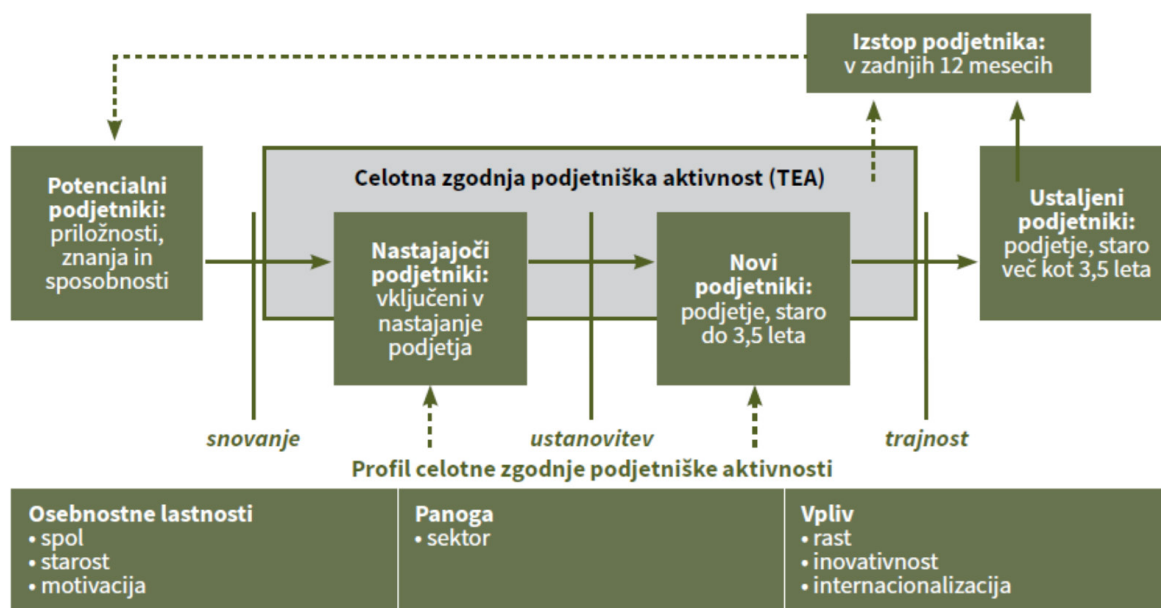 Izstop podjetnika:
v zadnjih 12 mesecih
Potencialni
podjetniki:
priložnosti,
znanja in
sposobnosti
Celotna zgodnja podjetniška aktivnost (TEA)
Nastajajoči
podjetniki:
vključeni v
nastajanje
podjetja
Novi
podjetniki:
podjetje, staro
do 3,5 leta
Ustaljeni
podjetniki:
podjetje, staro
več kot 3,5 leta
snovanje
ustanovitev
trajnost
Profil celotne zgodnje podjetniške aktivnosti
Osebnostne lastnosti
• spol
• starost
• motivacija
Panoga
• sektor
Vpliv
• rast
• inovativnost
• internacionalizacija